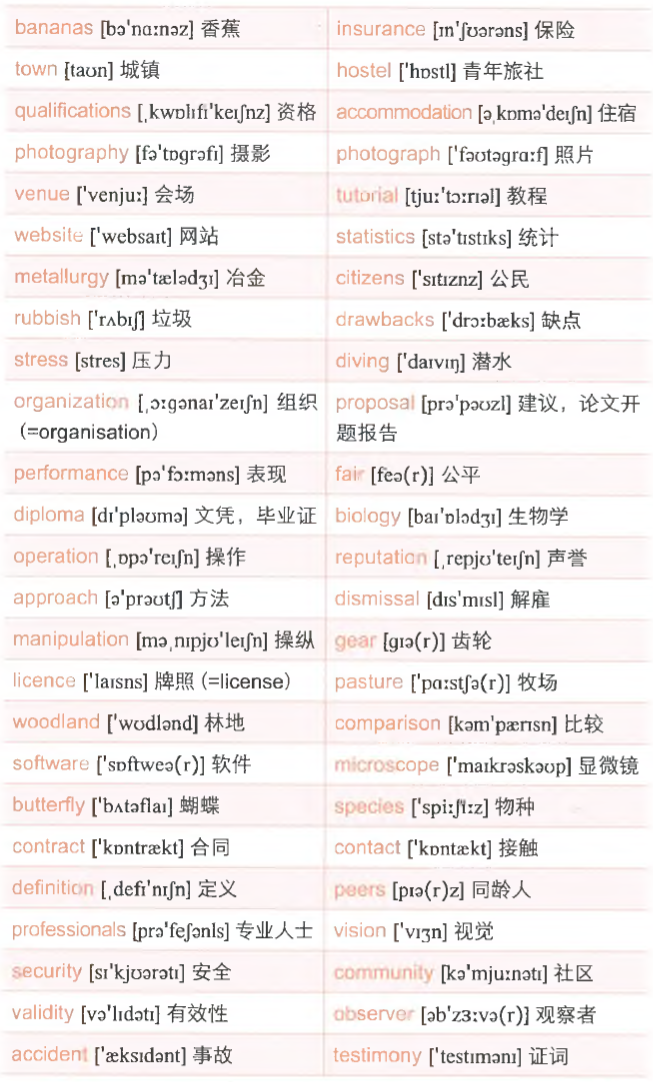 bananas [bə'nɑːnəz] 香蕉
insurance [ɪn'ʃʊərəns] 保险
town [taʊn] 城镇
hostel ['hɒstl] 青年旅社
qualifications [ˌkwɒlɪfɪ'keɪʃnz] 资格
accommodation [əˌkɒmə'deɪʃn] 住宿
photography [fə'tɒgrəfɪ] 摄影
photograph ['fəʊtəgrɑːf] 照片
venue ['venjuː] 会场
tutorial [tjuː'tɔːrɪəl] 教程
website ['websaɪt] 网站
statistics [stə'tɪstɪks] 统计
metallurgy [mə'tælədʒɪ] 冶金
citizens ['sɪtɪznz] 公民
rubbish ['rʌbɪʃ] 垃圾
drawbacks ['drɔːbæks] 缺点
stress [stres] 压力
diving ['daɪvɪŋ] 潜水
organization [ˌɔːgənaɪ'zeɪʃn] 组织
(=organisation)
proposal [prə'pəʊzl] 建议，论文开
题报告
performance [pə'fɔːməns] 表现
fair [feə(r)] 公平
diploma [dɪ'pləʊmə] 文凭，毕业证
biology [baɪ'ɒlədʒɪ] 生物学
operation [ˌɒpə'reɪʃn] 操作
reputation [ˌrepjʊ'teɪʃn] 声誉
approach [ə'prəʊtʃ] 方法
dismissal [dɪs'mɪsl] 解雇
manipulation [məˌnɪpjʊ'leɪʃn] 操纵
gear [gɪə(r)] 齿轮
licence ['laɪsns] 牌照 (=license)
pasture ['pɑːstʃə(r)] 牧场
woodland ['wʊdlənd] 林地
comparison [kəm'pærɪsn] 比较
software ['sɒftweə(r)] 软件
microscope ['maɪkrəskəʊp] 显微镜
butterfly ['bʌtəflaɪ] 蝴蝶
species ['spiːʃiːz] 物种
contract ['kɒntrækt] 合同
contact ['kɒntækt] 接触
definition [ˌdefɪ'nɪʃn] 定义
peers [pɪə(r)z] 同龄人
professionals [prə'feʃənls] 专业人士
vision ['vɪʒn] 视觉
security [sɪ'kjʊərətɪ] 安全
community [kə'mjuːnətɪ] 社区
validity [və'lɪdətɪ] 有效性
observer [əb'zɜːvə(r)] 观察者
accident ['æksɪdənt] 事故
testimony ['testɪmənɪ] 证词